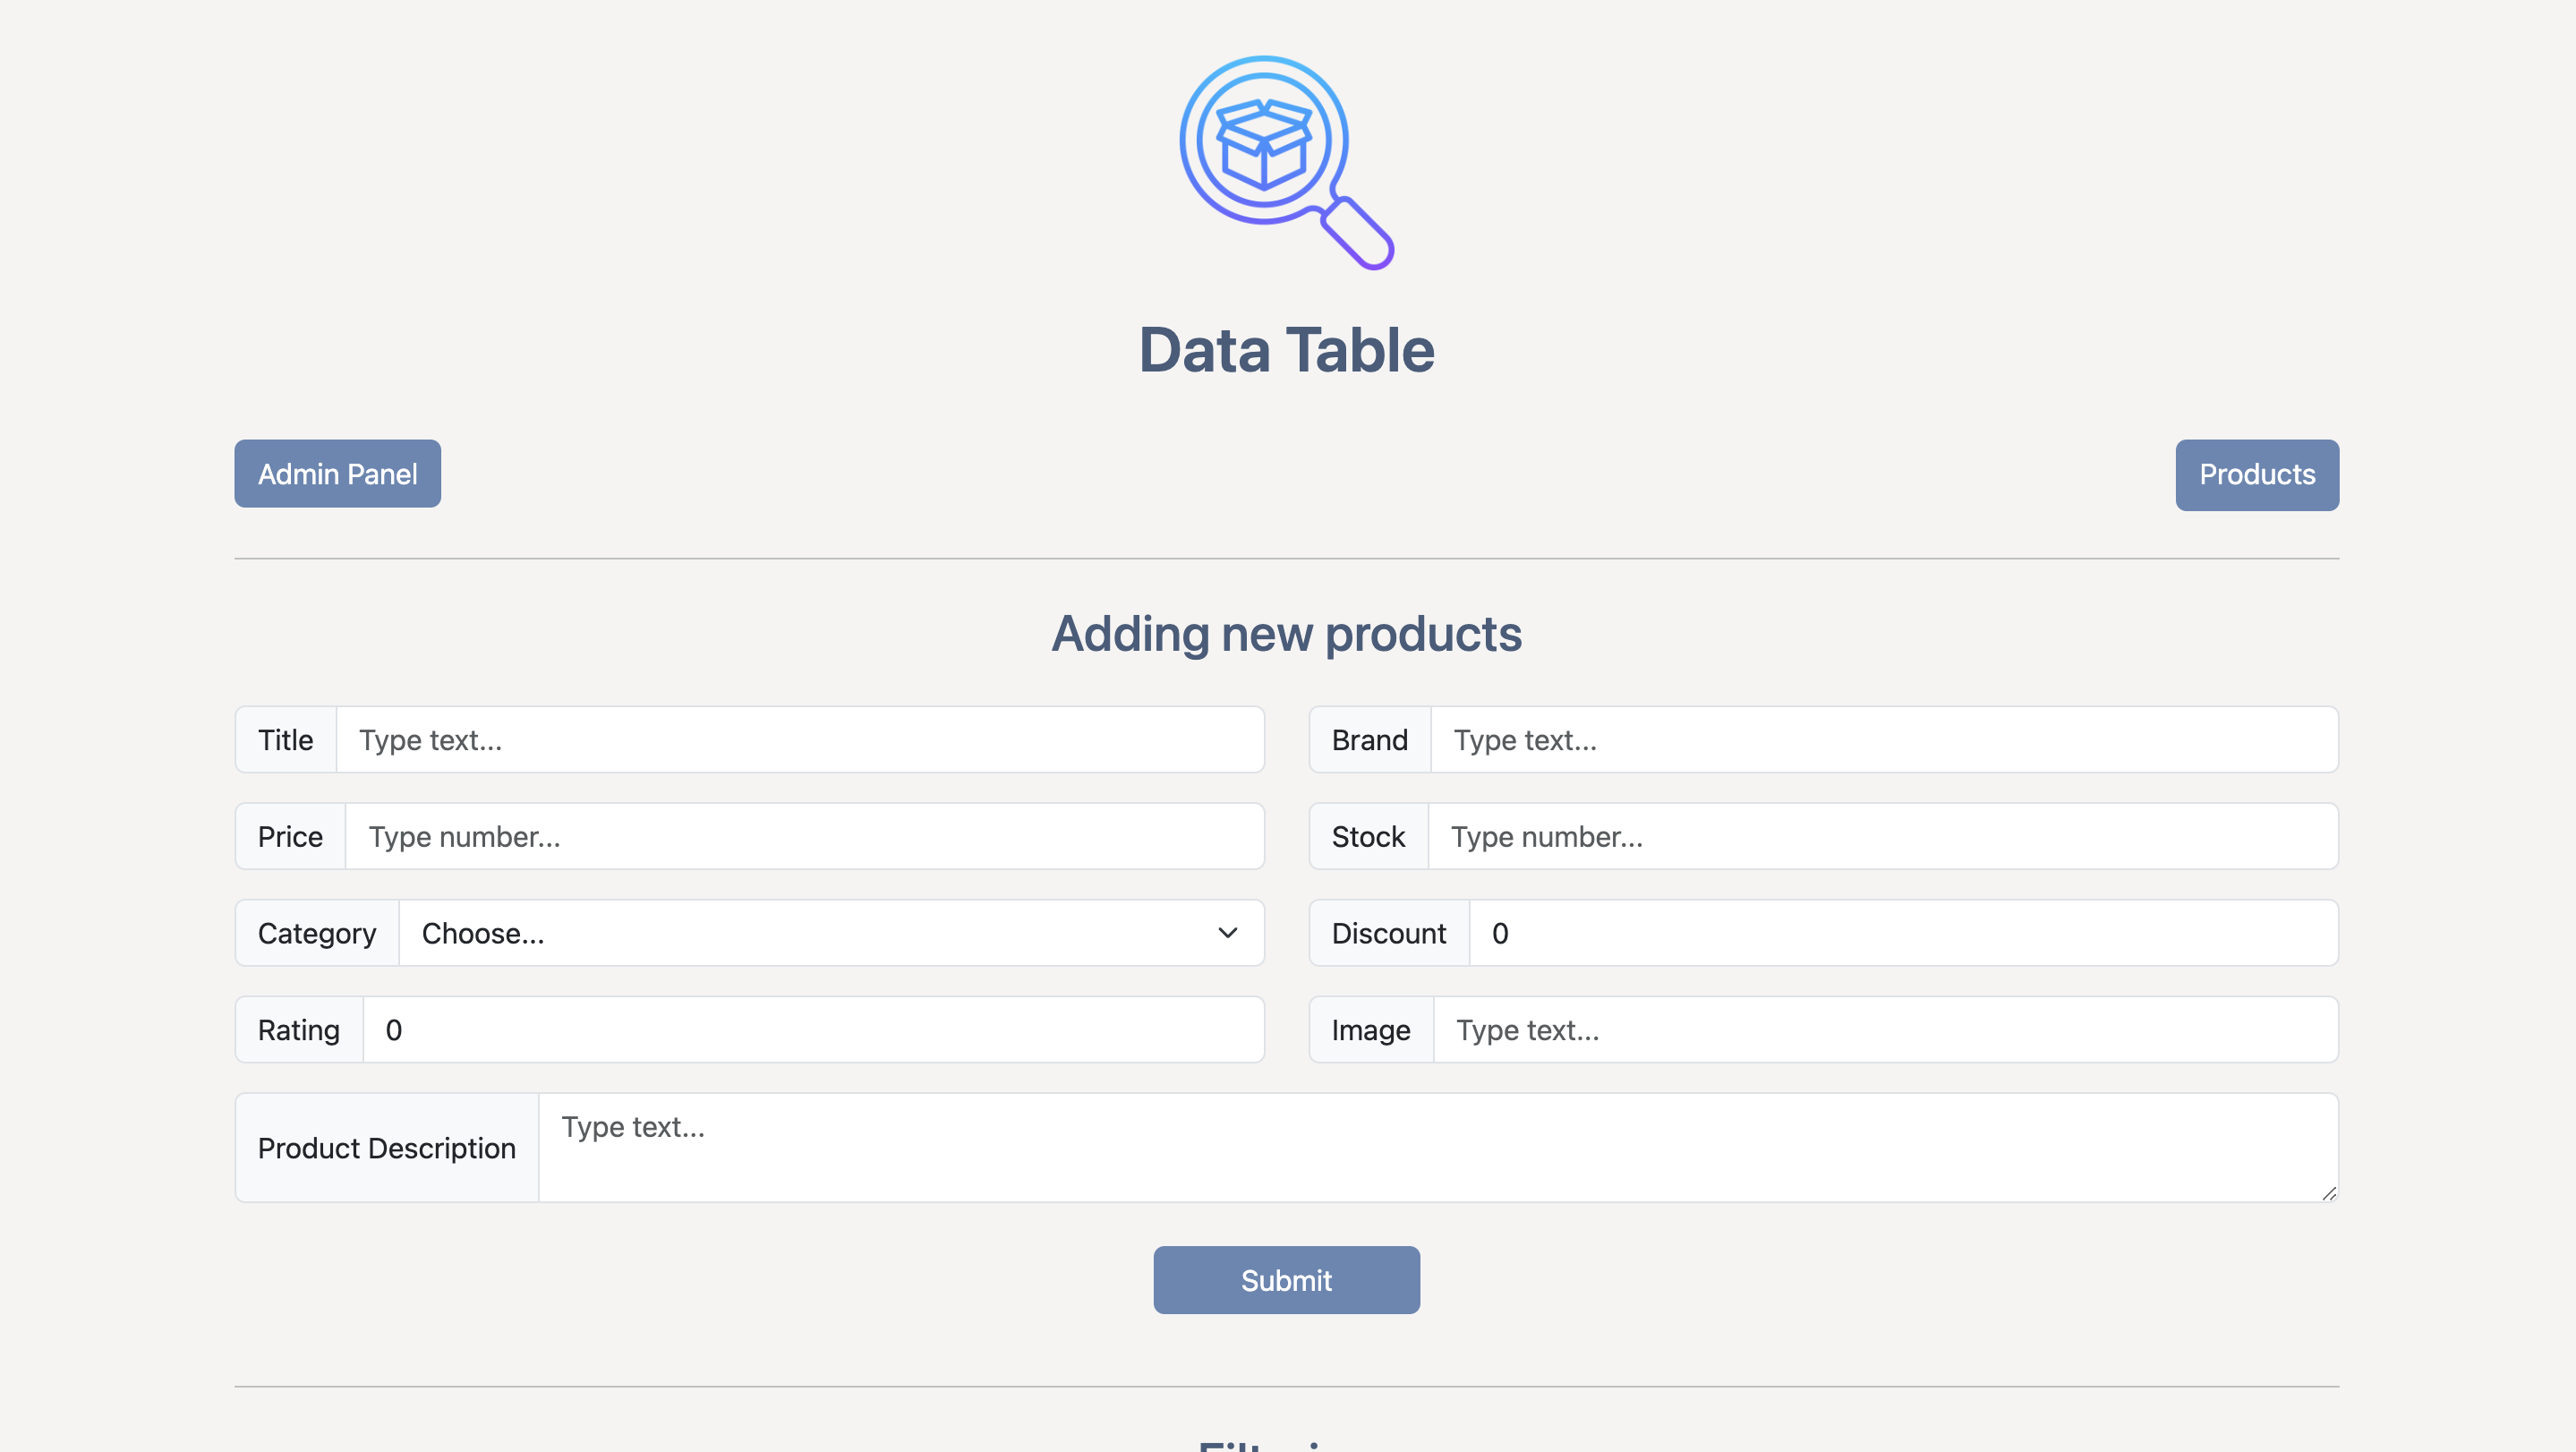 Data Table
Admin Panel
Products
Adding new products
Title Type text...
Brand Type text...
Price Type number...
Stock Type number...
Category Choose...
Discount 0
Rating 0
Image Type text...
Product Description Type text...
Submit